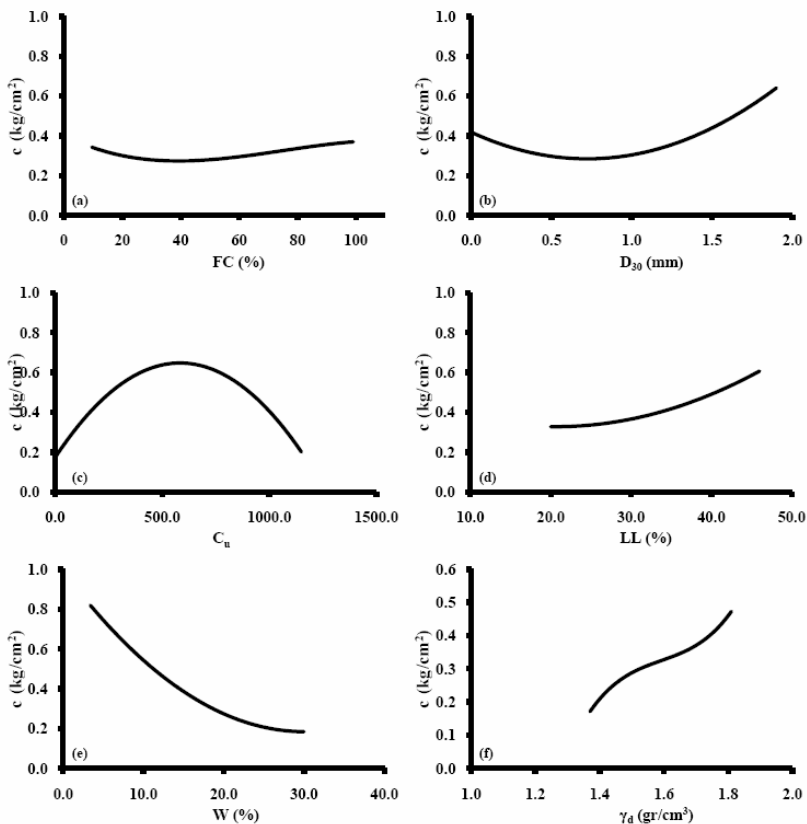 1.0
0.8
0.6
0.4
0.2
0.0
c (kg/cm²)
(a)
0 20 40 60 80 100
FC (%)
1.0
0.8
0.6
0.4
0.2
0.0
c (kg/cm²)
(b)
0.0 0.5 1.0 1.5 2.0
D₃₀ (mm)
1.0
0.8
0.6
0.4
0.2
0.0
c (kg/cm²)
(c)
0.0 500.0 1000.0 1500.0
Cᵤ
1.0
0.8
0.6
0.4
0.2
0.0
c (kg/cm²)
(d)
10.0 20.0 30.0 40.0 50.0
LL (%)
1.0
0.8
0.6
0.4
0.2
0.0
c (kg/cm²)
(e)
0.0 10.0 20.0 30.0 40.0
W (%)
0.6
0.5
0.4
0.3
0.2
0.1
0.0
c (kg/cm²)
(f)
1.0 1.2 1.4 1.6 1.8 2.0
γd (gr/cm³)